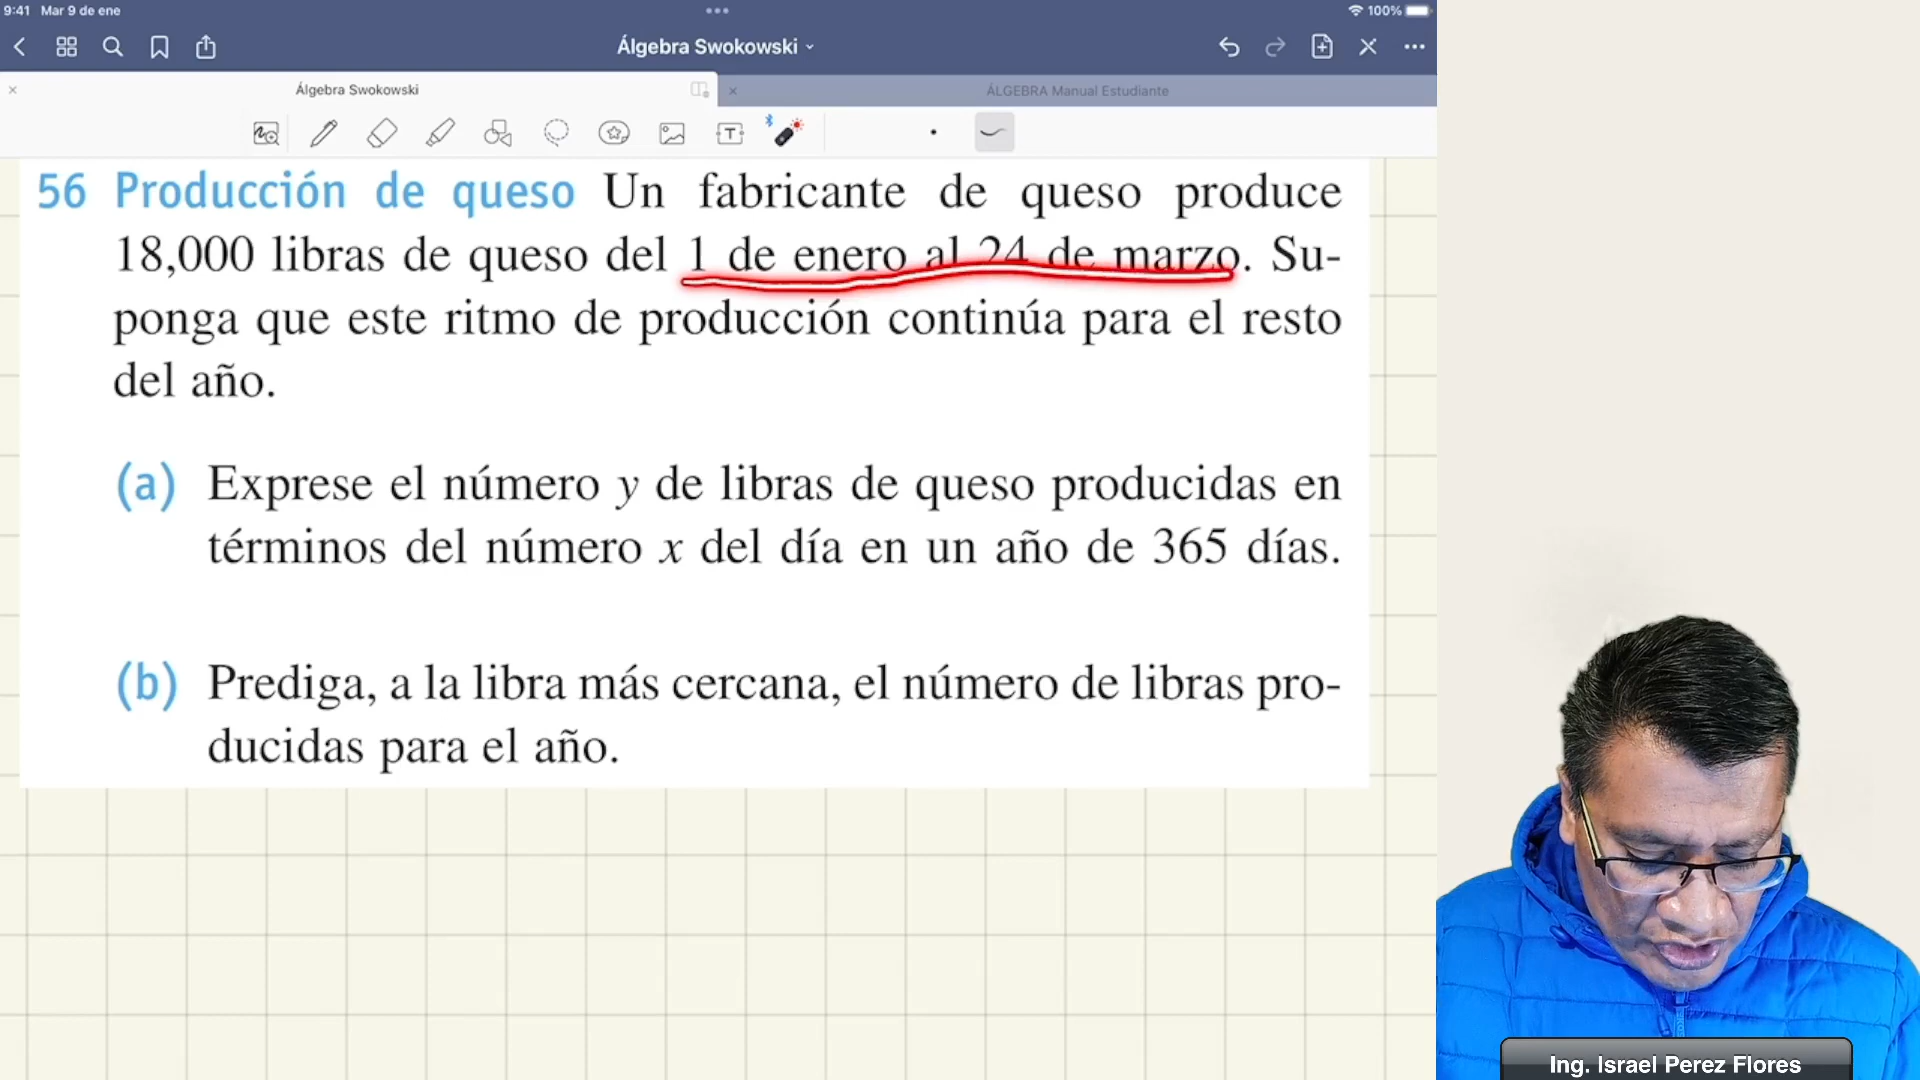 9:41 Mar 9 de ene
100%
Álgebra Swokowski
Álgebra Swokowski
ÁLGEBRA Manual Estudiante
56 Producción de queso Un fabricante de queso produce
18,000 libras de queso del 1 de enero al 24 de marzo. Su-
ponga que este ritmo de producción continúa para el resto
del año.
(a) Exprese el número y de libras de queso producidas en
términos del número x del día en un año de 365 días.
(b) Prediga, a la libra más cercana, el número de libras pro-
ducidas para el año.
Ing. Israel Perez Flores